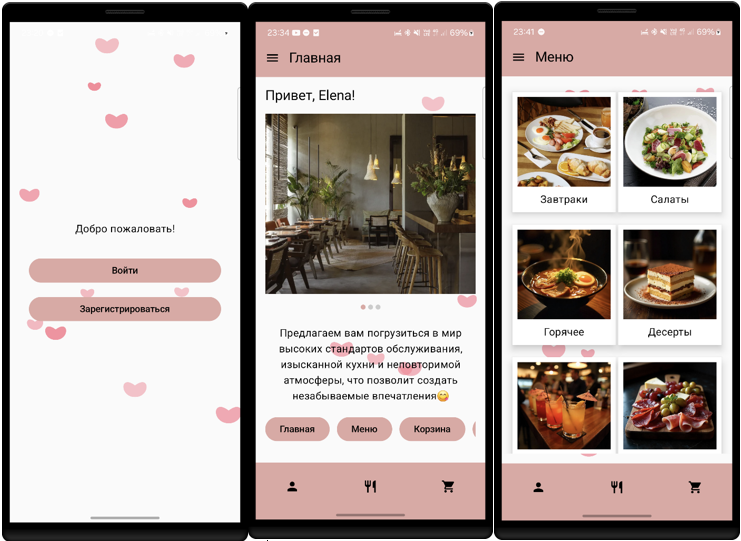 Добро пожаловать!
Войти
Зарегистрироваться
23:34
69%
Главная
Привет, Elena!
Предлагаем вам погрузиться в мир
высоких стандартов обслуживания,
изысканной кухни и неповторимой
атмосферы, что позволит создать
незабываемые впечатления😋
Главная
Меню
Корзина
23:41
69%
Меню
Завтраки
Салаты
Горячее
Десерты